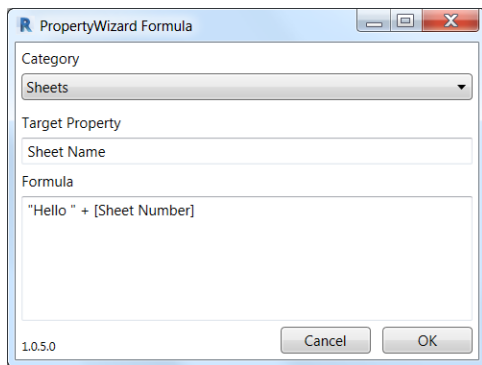 PropertyWizard Formula
Category
Sheets
Target Property
Sheet Name
Formula
"Hello " + [Sheet Number]
1.0.5.0
Cancel
OK